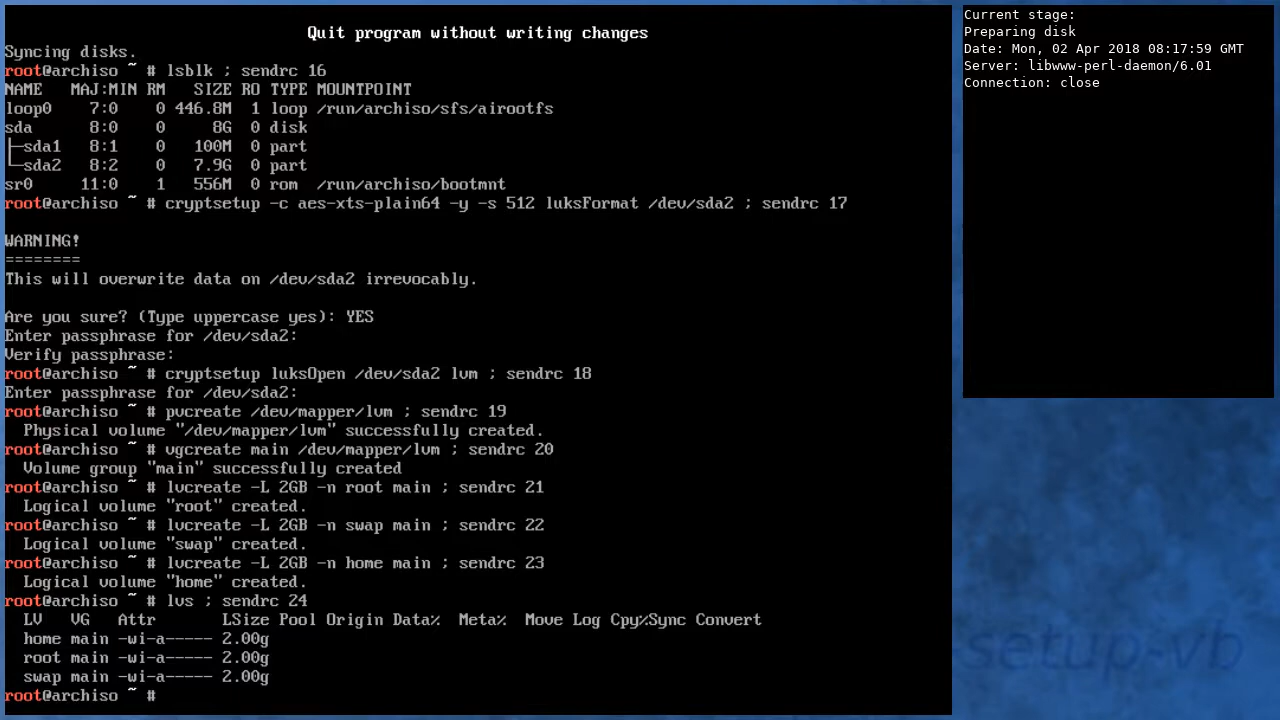 Quit program without writing changes
Syncing disks.
root@archiso ~ # lsblk ; sendrc 16
NAME   MAJ:MIN RM   SIZE RO TYPE MOUNTPOINT
loop0    7:0    0 446.8M  1 loop /run/archiso/sfs/airootfs
sda      8:0    0     8G  0 disk
├─sda1   8:1    0   100M  0 part
└─sda2   8:2    0   7.9G  0 part
sr0     11:0    1   556M  0 rom  /run/archiso/bootmnt
root@archiso ~ # cryptsetup -c aes-xts-plain64 -y -s 512 luksFormat /dev/sda2 ; sendrc 17
WARNING!
========
This will overwrite data on /dev/sda2 irrevocably.
Are you sure? (Type uppercase yes): YES
Enter passphrase for /dev/sda2:
Verify passphrase:
root@archiso ~ # cryptsetup luksOpen /dev/sda2 lvm ; sendrc 18
Enter passphrase for /dev/sda2:
root@archiso ~ # pvcreate /dev/mapper/lvm ; sendrc 19
  Physical volume "/dev/mapper/lvm" successfully created.
root@archiso ~ # vgcreate main /dev/mapper/lvm ; sendrc 20
  Volume group "main" successfully created
root@archiso ~ # lvcreate -L 2GB -n root main ; sendrc 21
  Logical volume "root" created.
root@archiso ~ # lvcreate -L 2GB -n swap main ; sendrc 22
  Logical volume "swap" created.
root@archiso ~ # lvcreate -L 2GB -n home main ; sendrc 23
  Logical volume "home" created.
root@archiso ~ # lvs ; sendrc 24
  LV   VG   Attr       LSize Pool Origin Data%  Meta%  Move Log Cpy%Sync Convert
  home main -wi-a----- 2.00g
  root main -wi-a----- 2.00g
  swap main -wi-a----- 2.00g
root@archiso ~ #
Current stage:
Preparing disk
Date: Mon, 02 Apr 2018 08:17:59 GMT
Server: libwww-perl-daemon/6.01
Connection: close
setup-vb